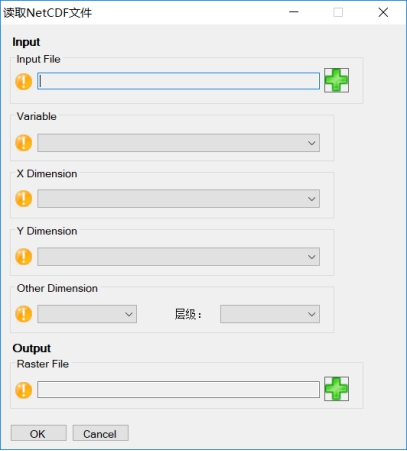 读取NetCDF文件
Input
Input File
Variable
X Dimension
Y Dimension
Other Dimension
层级：
Output
Raster File
OK Cancel